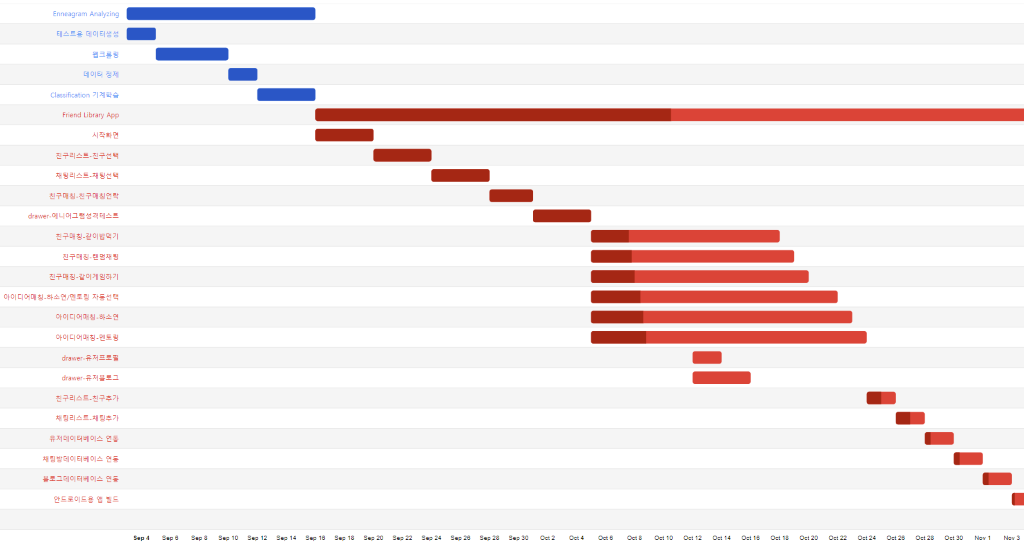 Enneagram Analyzing
테스트용 데이터생성
웹크롤링
데이터 정제
Classification 기계학습
Friend Library App
시작화면
친구리스트-친구선택
채팅리스트-채팅선택
친구매칭-친구매칭연락
drawer-애니어그램성격테스트
친구매칭-같이밥먹기
친구매칭-랜덤채팅
친구매칭-같이게임하기
아이디어매칭-하소연/멘토링 자동선택
아이디어매칭-하소연
아이디어매칭-멘토링
drawer-유저프로필
drawer-유저블로그
친구리스트-친구추가
채팅리스트-채팅추가
유저데이터베이스 연동
채팅방데이터베이스 연동
블로그데이터베이스 연동
안드로이드용 앱 빌드
Sep 4 Sep 6 Sep 8 Sep 10 Sep 12 Sep 14 Sep 16 Sep 18 Sep 20 Sep 22 Sep 24 Sep 26 Sep 28 Sep 30 Oct 2 Oct 4 Oct 6 Oct 8 Oct 10 Oct 12 Oct 14 Oct 16 Oct 18 Oct 20 Oct 22 Oct 24 Oct 26 Oct 28 Oct 30 Nov 1 Nov 3